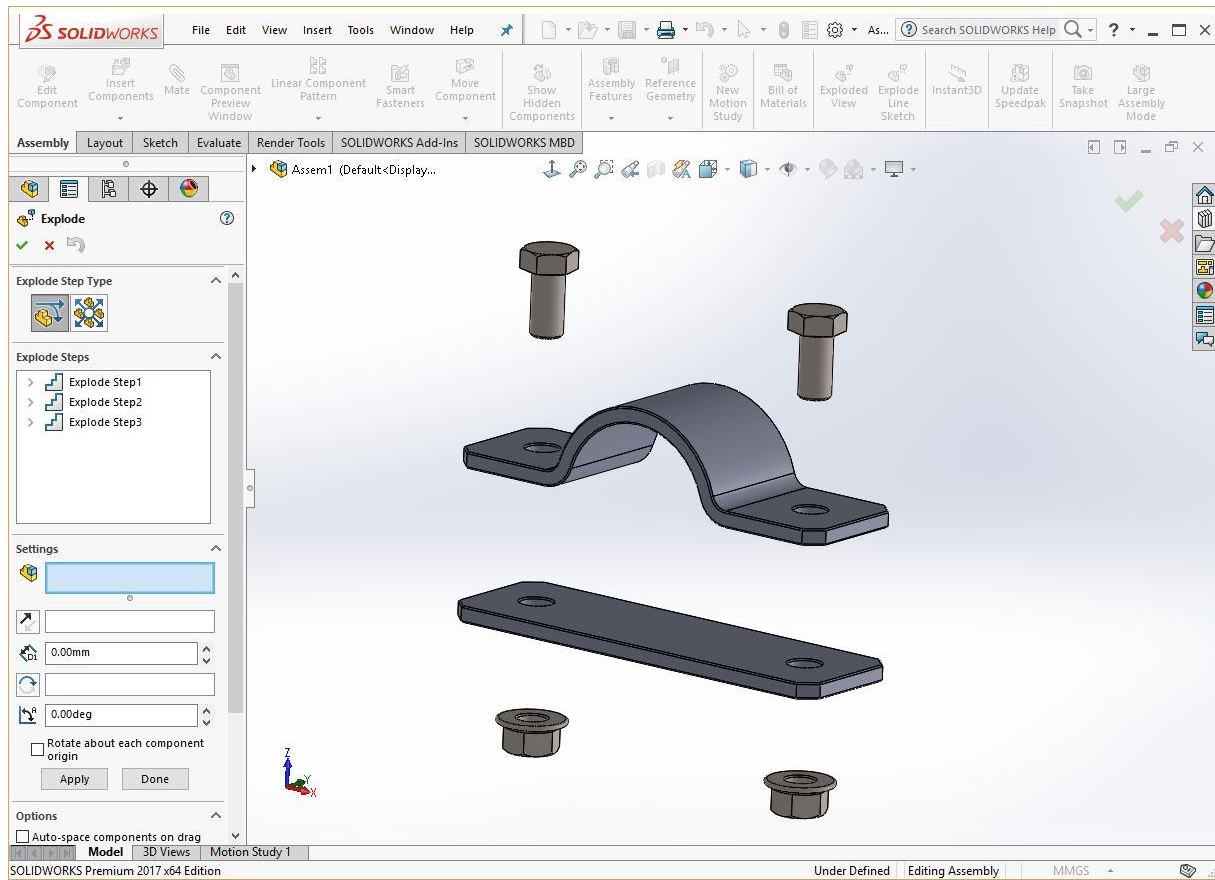 SOLIDWORKS File Edit View Insert Tools Window Help As... Search SOLIDWORKS Help ?
Edit Component
Insert Components
Mate
Component Preview Window
Linear Component Pattern
Smart Fasteners
Move Component
Show Hidden Components
Assembly Features
Reference Geometry
New Motion Study
Bill of Materials
Exploded View
Explode Line Sketch
Instant3D
Update Speedpak
Take Snapshot
Large Assembly Mode
Assembly Layout Sketch Evaluate Render Tools SOLIDWORKS Add-Ins SOLIDWORKS MBD
Assem1 (Default<Display...
Explode
Explode Step Type
Explode Steps
Explode Step1
Explode Step2
Explode Step3
Settings
D1 0.00mm
0.00deg
Rotate about each component
origin
Apply Done
Options
Auto-space components on drag
Z
Y
X
Model 3D Views Motion Study 1
SOLIDWORKS Premium 2017 x64 Edition Under Defined Editing Assembly MMGS